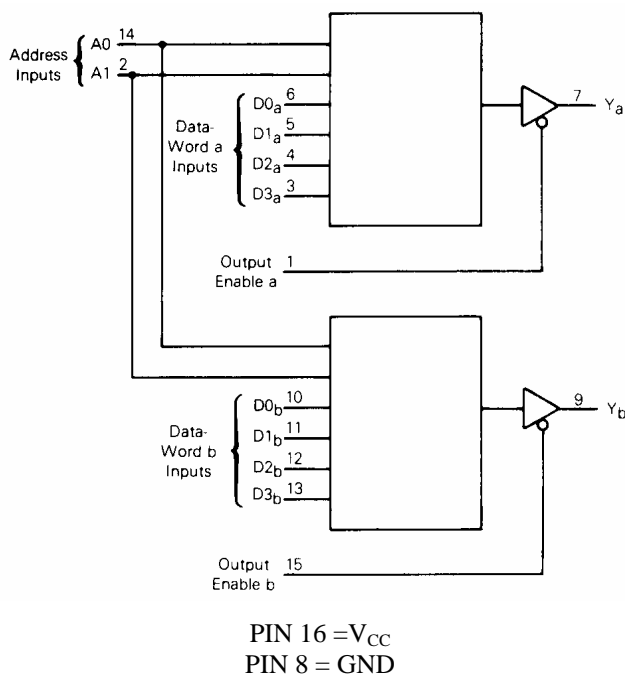 Address
Inputs
A0 14
A1 2
D0a 6
D1a 5
D2a 4
D3a 3
Data-
Word a
Inputs
7 Ya
Output
Enable a
1
D0b 10
D1b 11
D2b 12
D3b 13
Data-
Word b
Inputs
9 Yb
Output
Enable b
15
PIN 16 =VCC
PIN 8 = GND